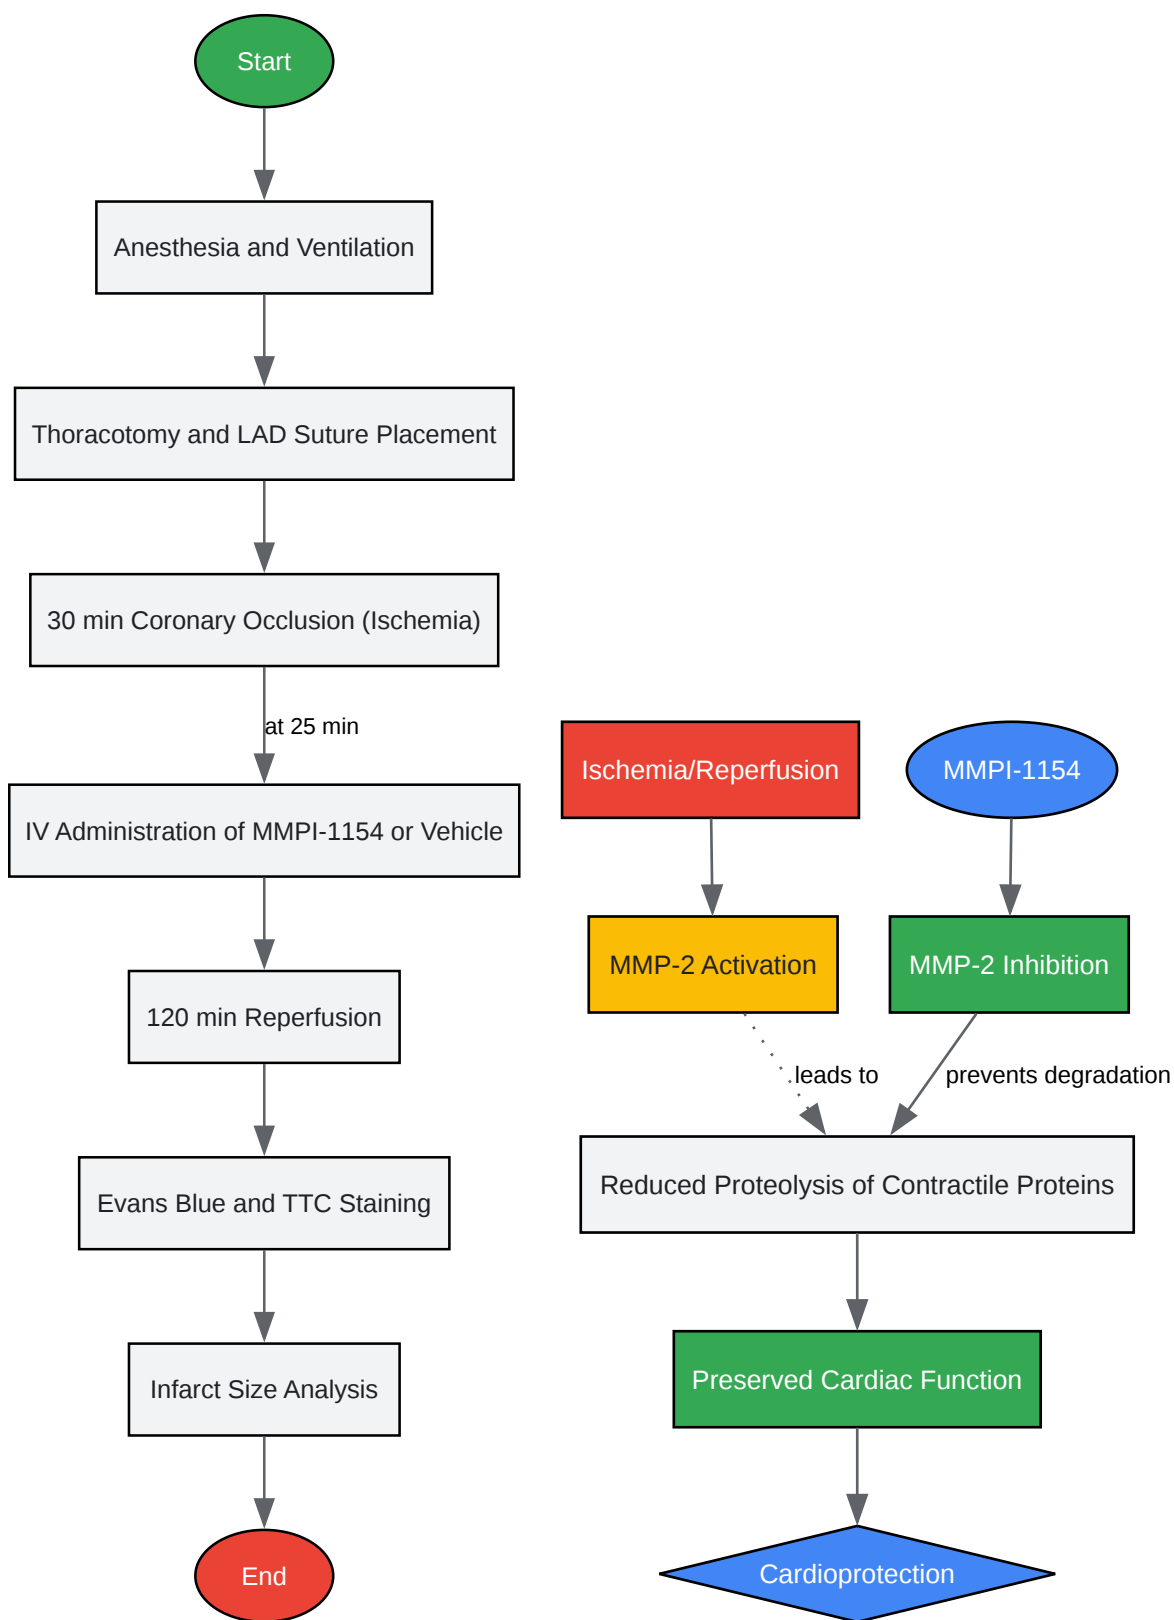 Start
Anesthesia and Ventilation
Thoracotomy and LAD Suture Placement
30 min Coronary Occlusion (Ischemia)
at 25 min
IV Administration of MMPI-1154 or Vehicle
120 min Reperfusion
Evans Blue and TTC Staining
Infarct Size Analysis
End
Ischemia/Reperfusion
MMPI-1154
MMP-2 Activation
MMP-2 Inhibition
leads to
prevents degradation
Reduced Proteolysis of Contractile Proteins
Preserved Cardiac Function
Cardioprotection